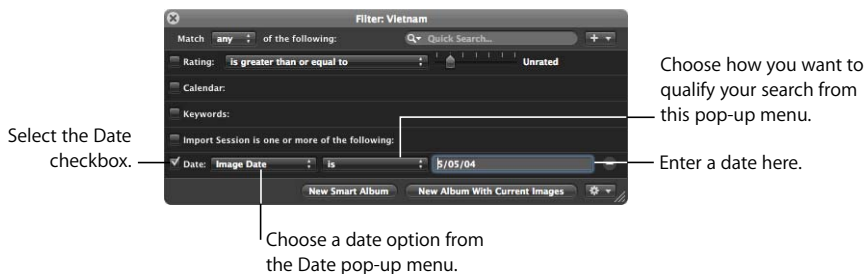 Filter: Vietnam
Match any of the following: Quick Search...
Rating: is greater than or equal to Unrated
Calendar:
Keywords:
Import Session is one or more of the following:
Date: Image Date is 5/05/04
New Smart Album New Album With Current Images
Select the Date
checkbox.
Choose how you want to
qualify your search from
this pop-up menu.
Enter a date here.
Choose a date option from
the Date pop-up menu.